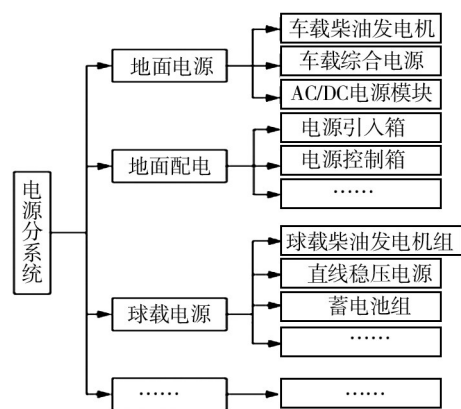 电源分系统
地面电源
车载柴油发电机
车载综合电源
AC/DC电源模块
地面配电
电源引入箱
电源控制箱
……
球载电源
球载柴油发电机组
直线稳压电源
蓄电池组
……
……
……